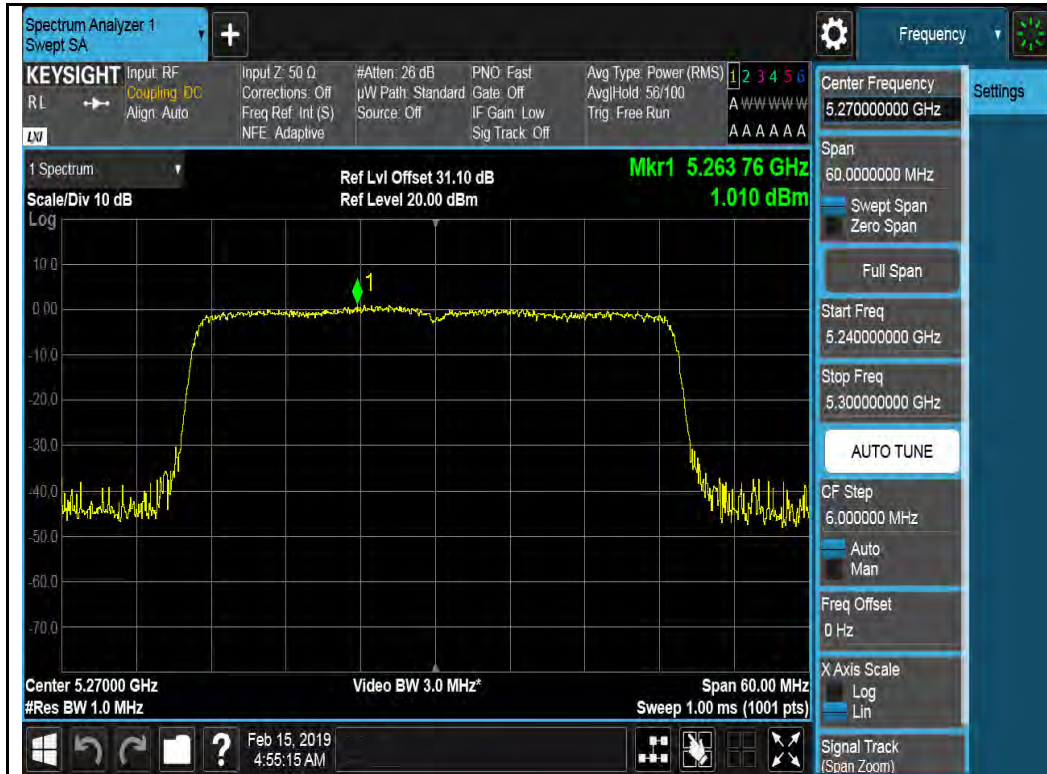 Spectrum Analyzer 1
Swept SA
+
Frequency
KEYSIGHT
RL
LXI
Input: RF
Coupling: DC
Align: Auto
Input Z: 50 Ω
Corrections: Off
Freq Ref: Int (S)
NFE: Adaptive
#Atten: 26 dB
µW Path: Standard
Source: Off
PNO: Fast
Gate: Off
IF Gain: Low
Sig Track: Off
Avg Type: Power (RMS)
Avg|Hold: 56/100
Trig: Free Run
1 2 3 4 5 6
A W W W W W
A A A A A A
1 Spectrum
Scale/Div 10 dB
Log
Ref Lvl Offset 31.10 dB
Ref Level 20.00 dBm
Mkr1 5.263 76 GHz
1.010 dBm
1
10.0
0.00
-10.0
-20.0
-30.0
-40.0
-50.0
-60.0
-70.0
Center 5.27000 GHz
#Res BW 1.0 MHz
Video BW 3.0 MHz*
Span 60.00 MHz
Sweep 1.00 ms (1001 pts)
Center Frequency
5.270000000 GHz
Settings
Span
60.0000000 MHz
Swept Span
Zero Span
Full Span
Start Freq
5.240000000 GHz
Stop Freq
5.300000000 GHz
AUTO TUNE
CF Step
6.000000 MHz
Auto
Man
Freq Offset
0 Hz
X Axis Scale
Log
Lin
Signal Track
(Span Zoom)
?
Feb 15, 2019
4:55:15 AM